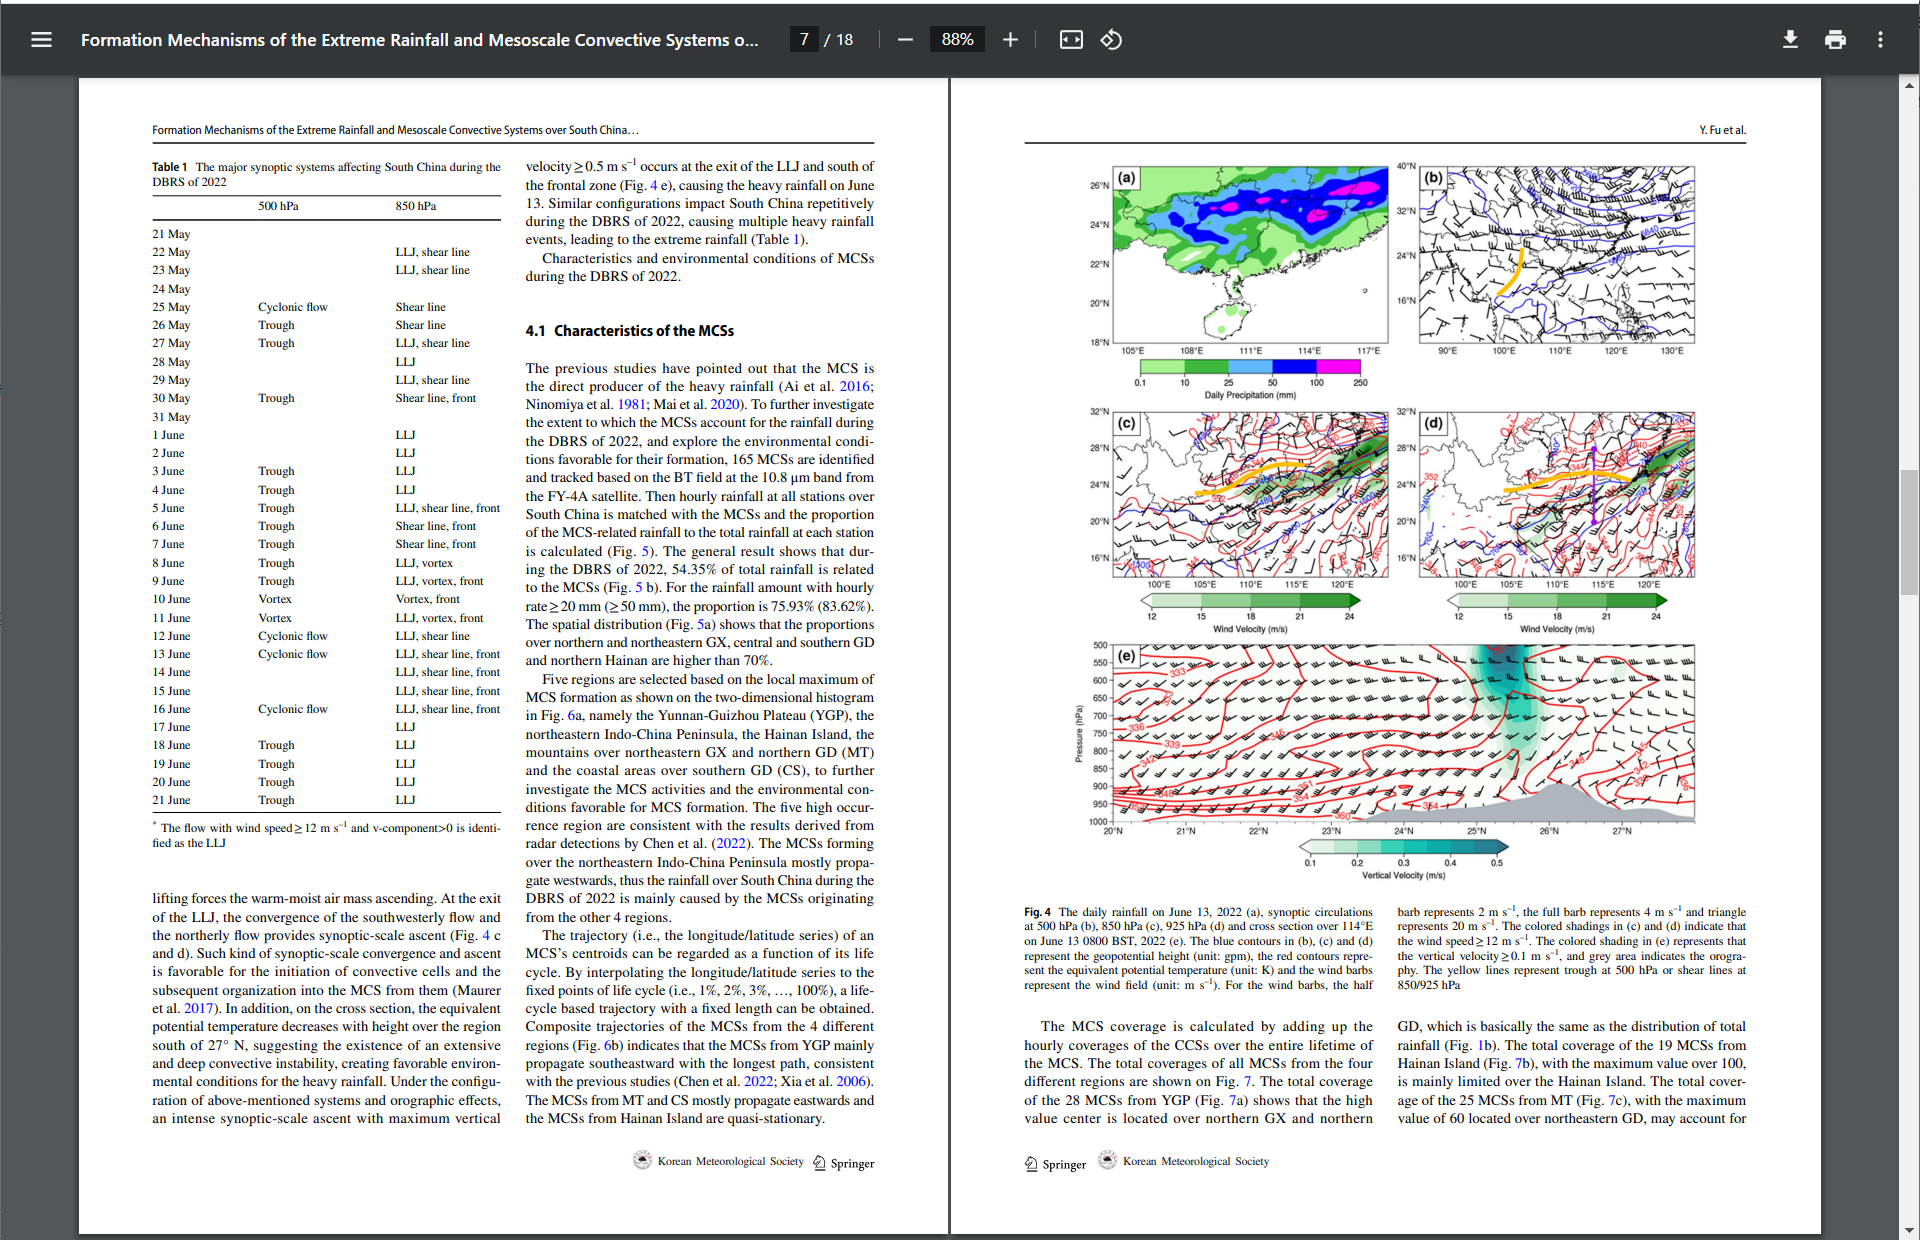 Formation Mechanisms of the Extreme Rainfall and Mesoscale Convective Systems o...
7 / 18
88%
Formation Mechanisms of the Extreme Rainfall and Mesoscale Convective Systems over South China…
Table 1 The major synoptic systems affecting South China during the
DBRS of 2022
500 hPa 850 hPa
21 May
22 May LLJ, shear line
23 May LLJ, shear line
24 May
25 May Cyclonic flow Shear line
26 May Trough Shear line
27 May Trough LLJ, shear line
28 May LLJ
29 May LLJ, shear line
30 May Trough Shear line, front
31 May
1 June LLJ
2 June LLJ
3 June Trough LLJ
4 June Trough LLJ
5 June Trough LLJ, shear line, front
6 June Trough Shear line, front
7 June Trough Shear line, front
8 June Trough LLJ, vortex
9 June Trough LLJ, vortex, front
10 June Vortex Vortex, front
11 June Vortex LLJ, vortex, front
12 June Cyclonic flow LLJ, shear line
13 June Cyclonic flow LLJ, shear line, front
14 June LLJ, shear line, front
15 June LLJ, shear line, front
16 June Cyclonic flow LLJ, shear line, front
17 June LLJ
18 June Trough LLJ
19 June Trough LLJ
20 June Trough LLJ
21 June Trough LLJ
* The flow with wind speed ≥ 12 m s−1 and v-component>0 is identi-
fied as the LLJ
lifting forces the warm-moist air mass ascending. At the exit
of the LLJ, the convergence of the southwesterly flow and
the northerly flow provides synoptic-scale ascent (Fig. 4 c
and d). Such kind of synoptic-scale convergence and ascent
is favorable for the initiation of convective cells and the
subsequent organization into the MCS from them (Maurer
et al. 2017). In addition, on the cross section, the equivalent
potential temperature decreases with height over the region
south of 27° N, suggesting the existence of an extensive
and deep convective instability, creating favorable environ-
mental conditions for the heavy rainfall. Under the configu-
ration of above-mentioned systems and orographic effects,
an intense synoptic-scale ascent with maximum vertical
velocity ≥ 0.5 m s−1 occurs at the exit of the LLJ and south of
the frontal zone (Fig. 4 e), causing the heavy rainfall on June
13. Similar configurations impact South China repetitively
during the DBRS of 2022, causing multiple heavy rainfall
events, leading to the extreme rainfall (Table 1).
Characteristics and environmental conditions of MCSs
during the DBRS of 2022.
4.1 Characteristics of the MCSs
The previous studies have pointed out that the MCS is
the direct producer of the heavy rainfall (Ai et al. 2016;
Ninomiya et al. 1981; Mai et al. 2020). To further investigate
the extent to which the MCSs account for the rainfall during
the DBRS of 2022, and explore the environmental condi-
tions favorable for their formation, 165 MCSs are identified
and tracked based on the BT field at the 10.8 μm band from
the FY-4A satellite. Then hourly rainfall at all stations over
South China is matched with the MCSs and the proportion
of the MCS-related rainfall to the total rainfall at each station
is calculated (Fig. 5). The general result shows that dur-
ing the DBRS of 2022, 54.35% of total rainfall is related
to the MCSs (Fig. 5 b). For the rainfall amount with hourly
rate ≥ 20 mm (≥ 50 mm), the proportion is 75.93% (83.62%).
The spatial distribution (Fig. 5a) shows that the proportions
over northern and northeastern GX, central and southern GD
and northern Hainan are higher than 70%.
Five regions are selected based on the local maximum of
MCS formation as shown on the two-dimensional histogram
in Fig. 6a, namely the Yunnan-Guizhou Plateau (YGP), the
northeastern Indo-China Peninsula, the Hainan Island, the
mountains over northeastern GX and northern GD (MT)
and the coastal areas over southern GD (CS), to further
investigate the MCS activities and the environmental con-
ditions favorable for MCS formation. The five high occur-
rence region are consistent with the results derived from
radar detections by Chen et al. (2022). The MCSs forming
over the northeastern Indo-China Peninsula mostly propa-
gate westwards, thus the rainfall over South China during the
DBRS of 2022 is mainly caused by the MCSs originating
from the other 4 regions.
The trajectory (i.e., the longitude/latitude series) of an
MCS’s centroids can be regarded as a function of its life
cycle. By interpolating the longitude/latitude series to the
fixed points of life cycle (i.e., 1%, 2%, 3%, …, 100%), a life-
cycle based trajectory with a fixed length can be obtained.
Composite trajectories of the MCSs from the 4 different
regions (Fig. 6b) indicates that the MCSs from YGP mainly
propagate southeastward with the longest path, consistent
with the previous studies (Chen et al. 2022; Xia et al. 2006).
The MCSs from MT and CS mostly propagate eastwards and
the MCSs from Hainan Island are quasi-stationary.
Korean Meteorological Society Springer
Y. Fu et al.
(a) (b)
26°N 24°N 22°N 20°N 18°N
105°E 108°E 111°E 114°E 117°E
0.1 10 25 50 100 250
Daily Precipitation (mm)
40°N 32°N 24°N 16°N
90°E 100°E 110°E 120°E 130°E
(c) (d)
32°N 28°N 24°N 20°N 16°N
100°E 105°E 110°E 115°E 120°E
12 15 18 21 24
Wind Velocity (m/s)
32°N 28°N 24°N 20°N 16°N
100°E 105°E 110°E 115°E 120°E
12 15 18 21 24
Wind Velocity (m/s)
(e)
Pressure (hPa)
500 550 600 650 700 750 800 850 900 950 1000
333 336 339 342 354 360
20°N 21°N 22°N 23°N 24°N 25°N 26°N 27°N
0.1 0.2 0.3 0.4 0.5
Vertical Velocity (m/s)
Fig. 4 The daily rainfall on June 13, 2022 (a), synoptic circulations
at 500 hPa (b), 850 hPa (c), 925 hPa (d) and cross section over 114°E
on June 13 0800 BST, 2022 (e). The blue contours in (b), (c) and (d)
represent the geopotential height (unit: gpm), the red contours repre-
sent the equivalent potential temperature (unit: K) and the wind barbs
represent the wind field (unit: m s−1). For the wind barbs, the half
barb represents 2 m s−1, the full barb represents 4 m s−1 and triangle
represents 20 m s−1. The colored shadings in (c) and (d) indicate that
the wind speed ≥ 12 m s−1. The colored shading in (e) represents that
the vertical velocity ≥ 0.1 m s−1, and grey area indicates the orogra-
phy. The yellow lines represent trough at 500 hPa or shear lines at
850/925 hPa
The MCS coverage is calculated by adding up the
hourly coverages of the CCSs over the entire lifetime of
the MCS. The total coverages of all MCSs from the four
different regions are shown on Fig. 7. The total coverage
of the 28 MCSs from YGP (Fig. 7a) shows that the high
value center is located over northern GX and northern
GD, which is basically the same as the distribution of total
rainfall (Fig. 1b). The total coverage of the 19 MCSs from
Hainan Island (Fig. 7b), with the maximum value over 100,
is mainly limited over the Hainan Island. The total cover-
age of the 25 MCSs from MT (Fig. 7c), with the maximum
value of 60 located over northeastern GD, may account for
Springer Korean Meteorological Society